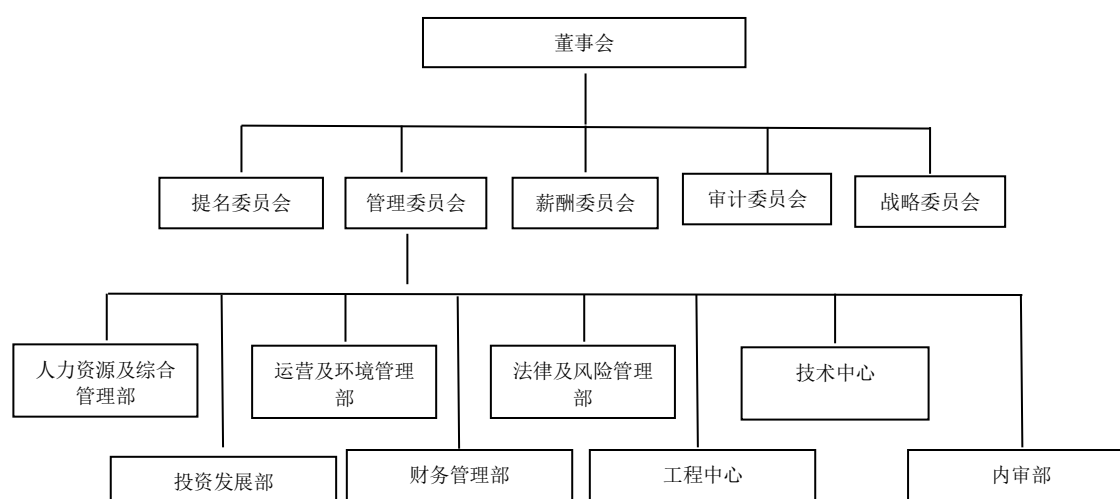 董事会
提名委员会
管理委员会
薪酬委员会
审计委员会
战略委员会
人力资源及综合
管理部
运营及环境管理
部
法律及风险管理
部
技术中心
投资发展部
财务管理部
工程中心
内审部